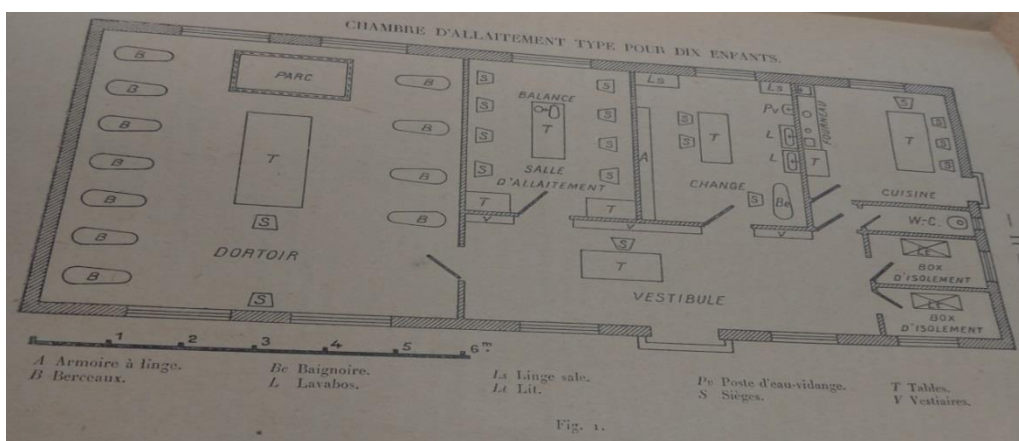 CHAMBRE D'ALLAITEMENT TYPE POUR DIX ENFANTS.
B
B
B
B
B
B
B
B
B
B
PARC
T
S
DORTOIR
S
S
S
S
S
BALANCE
T
S
S
S
S
SALLE
D'ALLAITEMENT
T
V
T
V
A
Ls
S
S
T
CHANGE
S
Be
V
Ls
Pv
L
L
FOURNEAU
T
S
T
S
S
S
CUISINE
W-C.
S
T
VESTIBULE
BOX
D'ISOLEMENT
BOX
D'ISOLEMENT
1 2 3 4 5 6 m.
A Armoire à linge.
B Berceaux.
Be Baignoire.
L Lavabos.
Ls Linge sale.
Lt Lit.
Pe Poste d'eau-vidange.
S Sièges.
T Tables.
V Vestiaires.
Fig. 1.